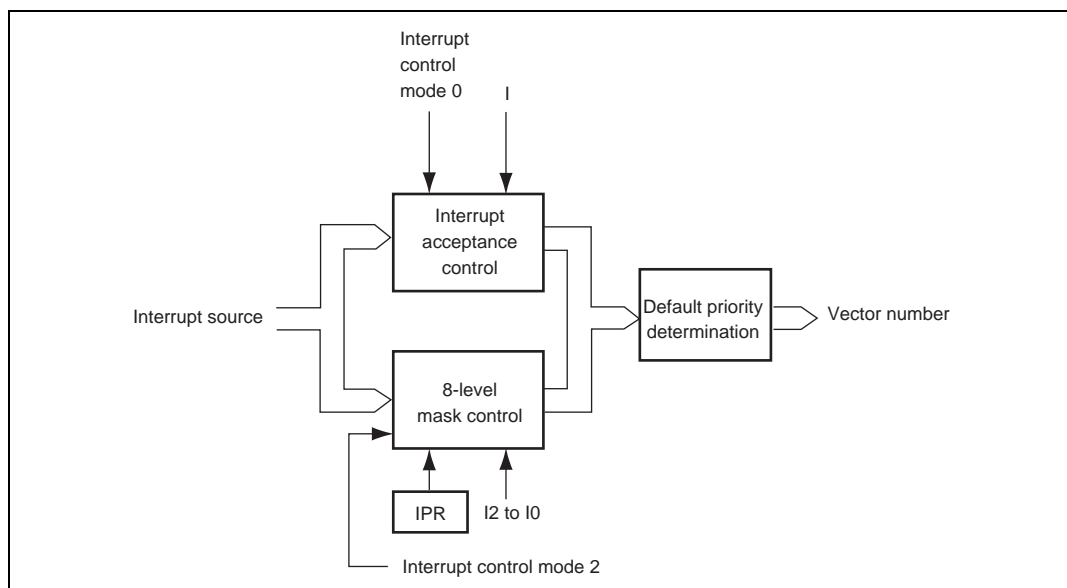 Interrupt
control
mode 0
I
Interrupt
acceptance
control
Interrupt source
Default priority
determination
Vector number
8-level
mask control
IPR
I2 to I0
Interrupt control mode 2